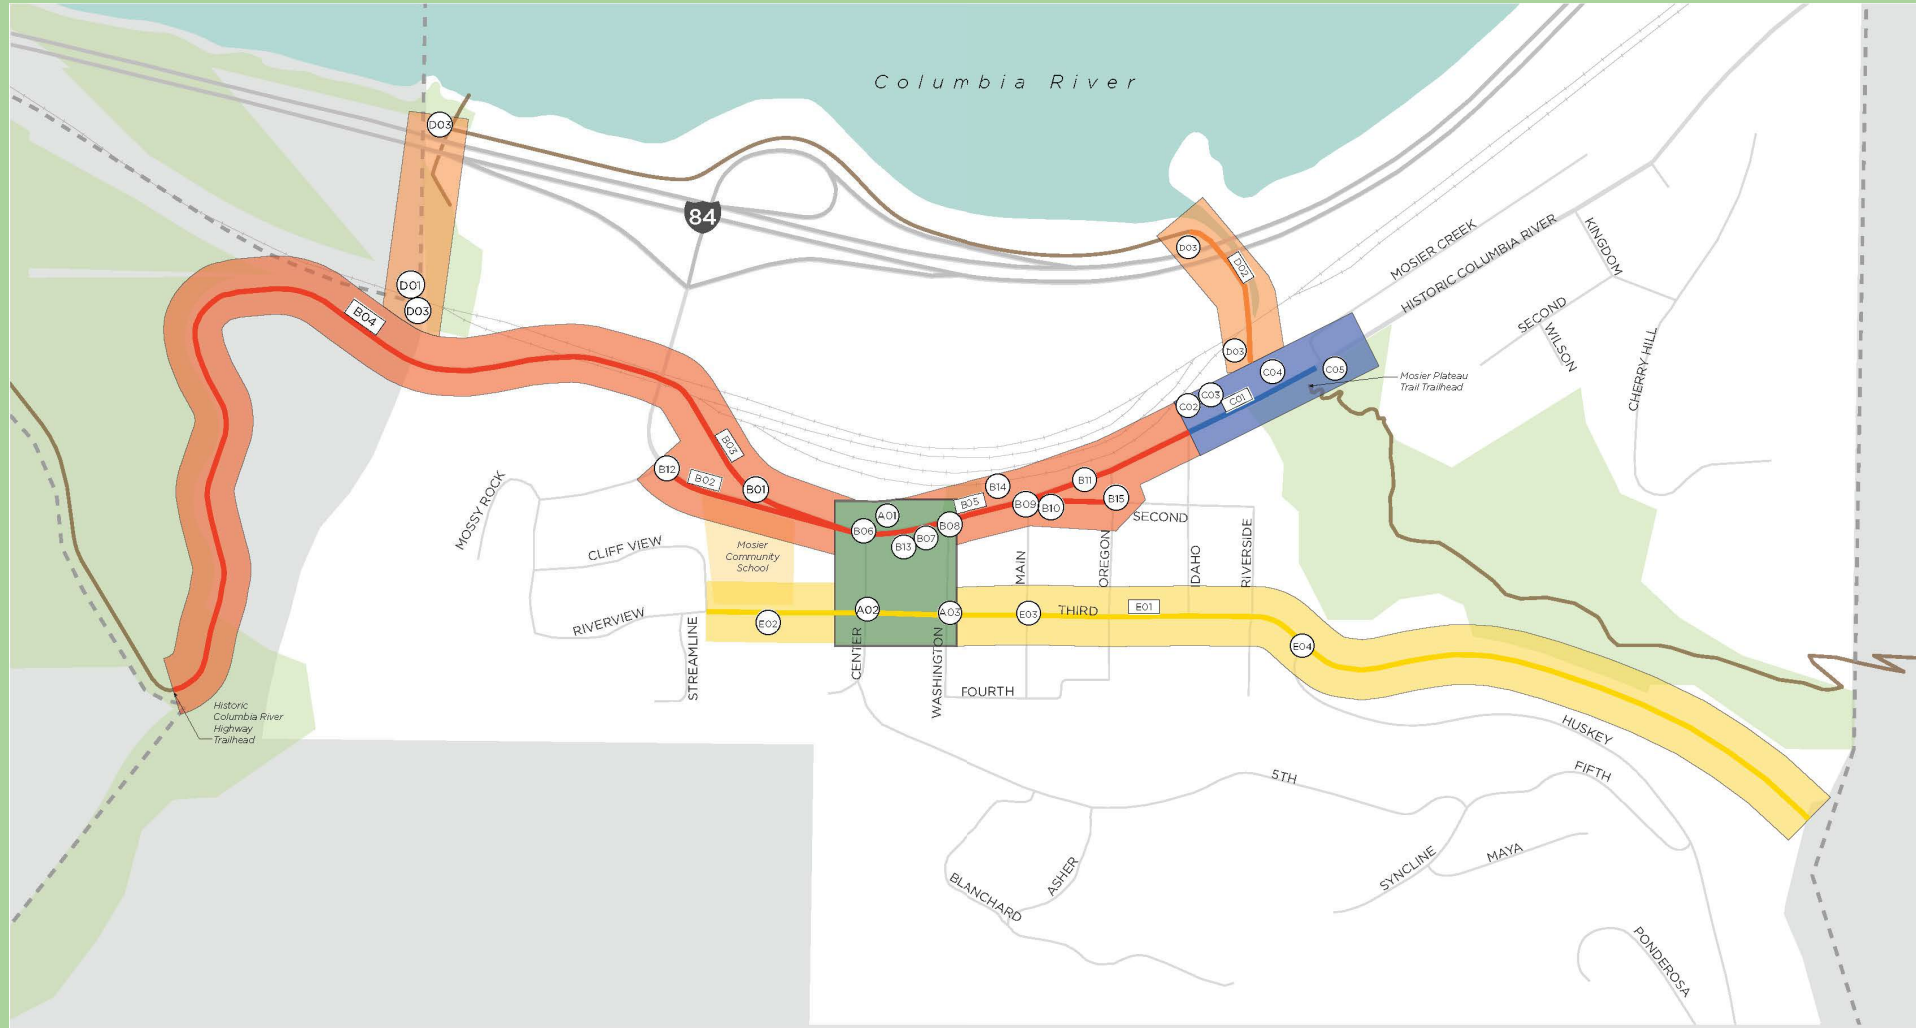 Columbia River
D03
84
D01
D03
B04
D03
D02
D03
MOSIER CREEK
HISTORIC COLUMBIA RIVER
KINGDOM
SECOND
WILSON
CHERRY HILL
Mosier Plateau
Trail Trailhead
C05
C04
C03
C02
C01
B03
B12
B02
B01
B14
B11
B15
B05
B09
B10
A01
B06
B08
B07
B13
MOSSY ROCK
CLIFF VIEW
Mosier
Community
School
SECOND
MAIN
OREGON
IDAHO
RIVERSIDE
RIVERVIEW
E02
A02
A03
E03
THIRD
E01
E04
STREAMLINE
CENTER
WASHINGTON
FOURTH
Historic
Columbia River
Highway
Trailhead
HUSKEY
FIFTH
5TH
ASHER
BLANCHARD
SYNCLINE
MAYA
PONDEROSA